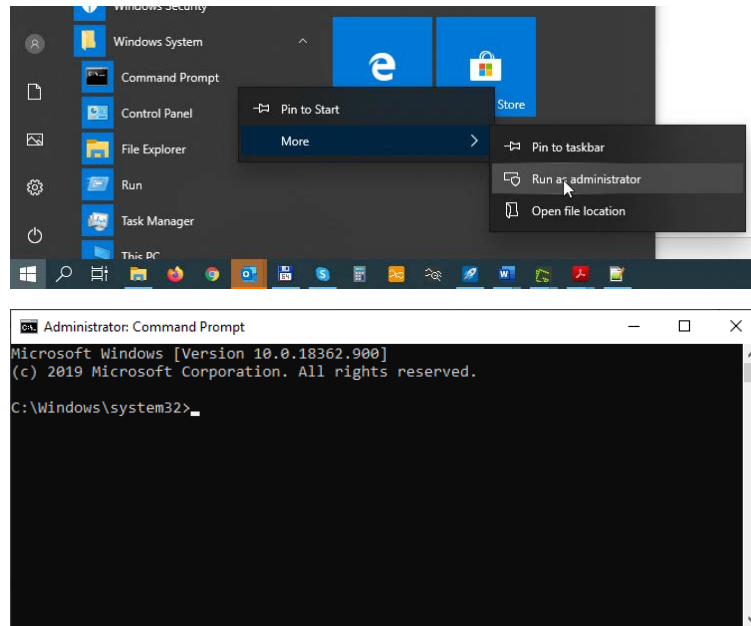 Windows Security
Windows System
Command Prompt
Control Panel
File Explorer
Run
Task Manager
This PC
Pin to Start
More
Store
Pin to taskbar
Run as administrator
Open file location
Administrator: Command Prompt
Microsoft Windows [Version 10.0.18362.900]
(c) 2019 Microsoft Corporation. All rights reserved.
C:\Windows\system32>